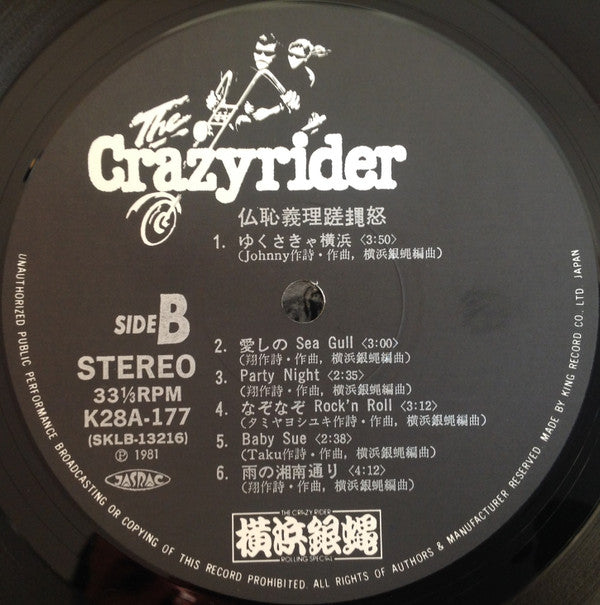 The
Crazyrider
仏恥義理蹉䡄怒
1. ゆくさきゃ横浜〈3:50〉
(Johnny作詩・作曲, 横浜銀蝿編曲)
SIDE B
STEREO
33⅓RPM
K28A-177
(SKLB-13216)
Ⓟ 1981
JASRAC
2. 愛しの Sea Gull〈3:00〉
(翔作詩・作曲, 横浜銀蝿編曲)
3. Party Night〈2:35〉
(翔作詩・作曲, 横浜銀蝿編曲)
4. なぞなぞ Rock'n Roll〈3:12〉
(タミヤヨシユキ作詩・作曲, 横浜銀蝿編曲)
5. Baby Sue〈2:38〉
(Taku作詩・作曲, 横浜銀蝿編曲)
6. 雨の湘南通り〈4:12〉
(翔作詩・作曲, 横浜銀蝿編曲)
THE CRAZY RIDER
横浜銀蝿
ROLLING SPECIAL
UNAUTHORIZED PUBLIC PERFORMANCE BROADCASTING OR COPYING OF THIS RECORD PROHIBITED. ALL RIGHTS OF AUTHORS & MANUFACTURER RESERVED. MADE BY KING RECORD CO., LTD. JAPAN